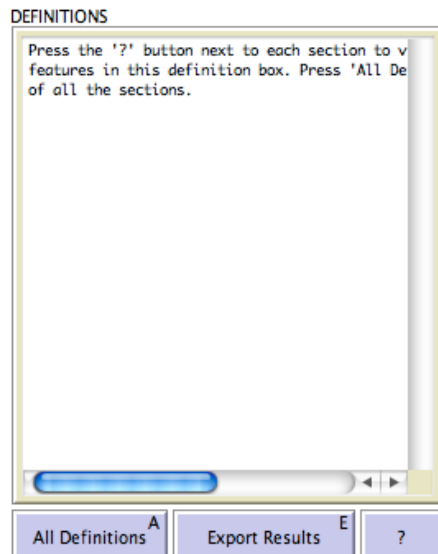 DEFINITIONS
Press the '?' button next to each section to v
features in this definition box. Press 'All De
of all the sections.
All Definitions A
Export Results E
?